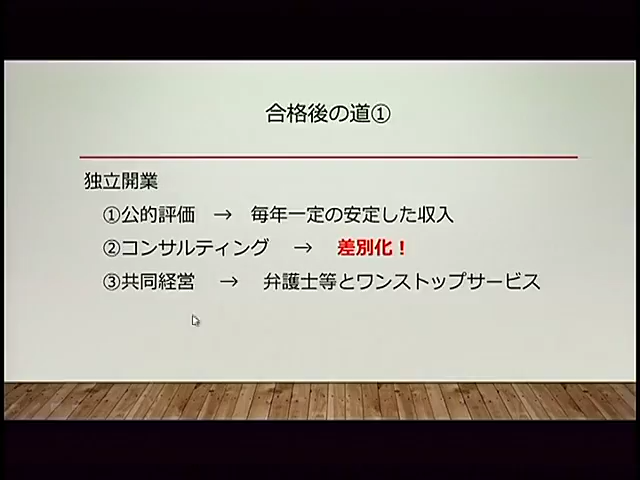 合格後の道①
独立開業
①公的評価 → 毎年一定の安定した収入
②コンサルティング → 差別化！
③共同経営 → 弁護士等とワンストップサービス